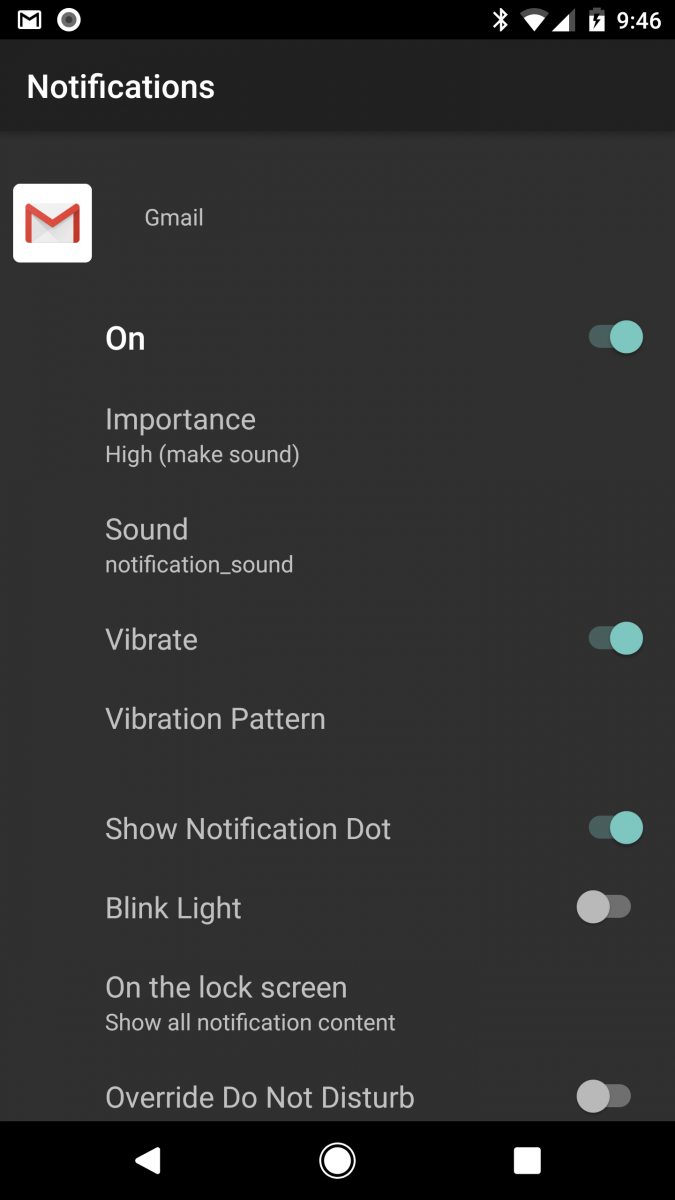 9:46
Notifications
Gmail
On
Importance
High (make sound)
Sound
notification_sound
Vibrate
Vibration Pattern
Show Notification Dot
Blink Light
On the lock screen
Show all notification content
Override Do Not Disturb